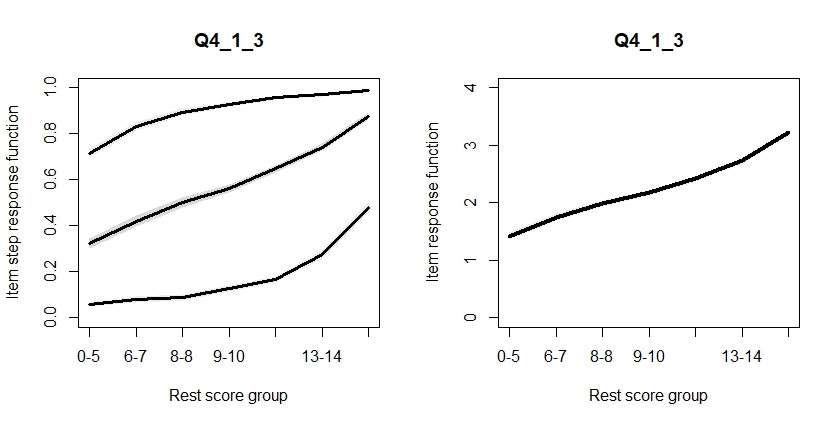 Q4_1_3
Item step response function
0.0 0.2 0.4 0.6 0.8 1.0
0-5 6-7 8-8 9-10 13-14
Rest score group
Q4_1_3
Item response function
0 1 2 3 4
0-5 6-7 8-8 9-10 13-14
Rest score group